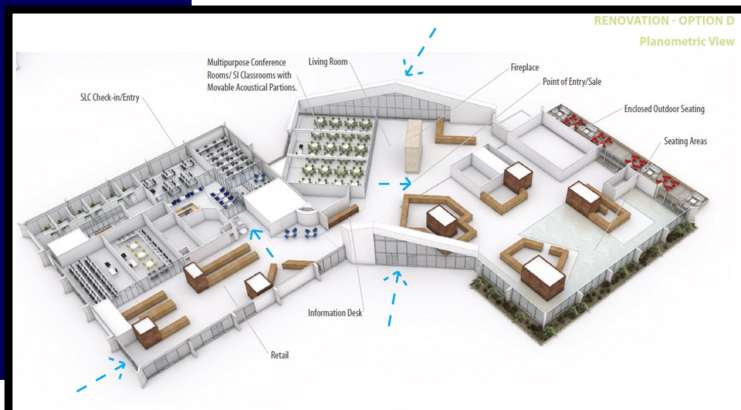 RENOVATION - OPTION D
Planometric View
Multipurpose Conference
Rooms/ SI Classrooms with
Movable Acoustical Partions.
Living Room
Fireplace
Point of Entry/Sale
SLC Check-in/Entry
Enclosed Outdoor Seating
Seating Areas
Information Desk
Retail